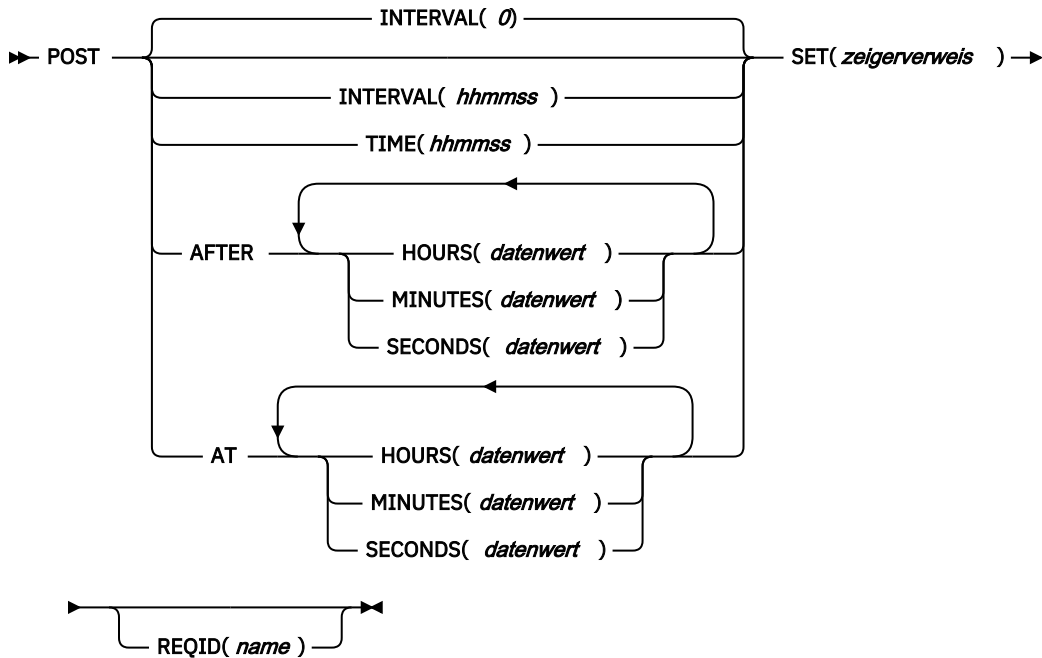 INTERVAL( 0)
POST SET( zeigerverweis )
INTERVAL( hhmmss )
TIME( hhmmss )
AFTER HOURS( datenwert )
MINUTES( datenwert )
SECONDS( datenwert )
AT HOURS( datenwert )
MINUTES( datenwert )
SECONDS( datenwert )
REQID( name )